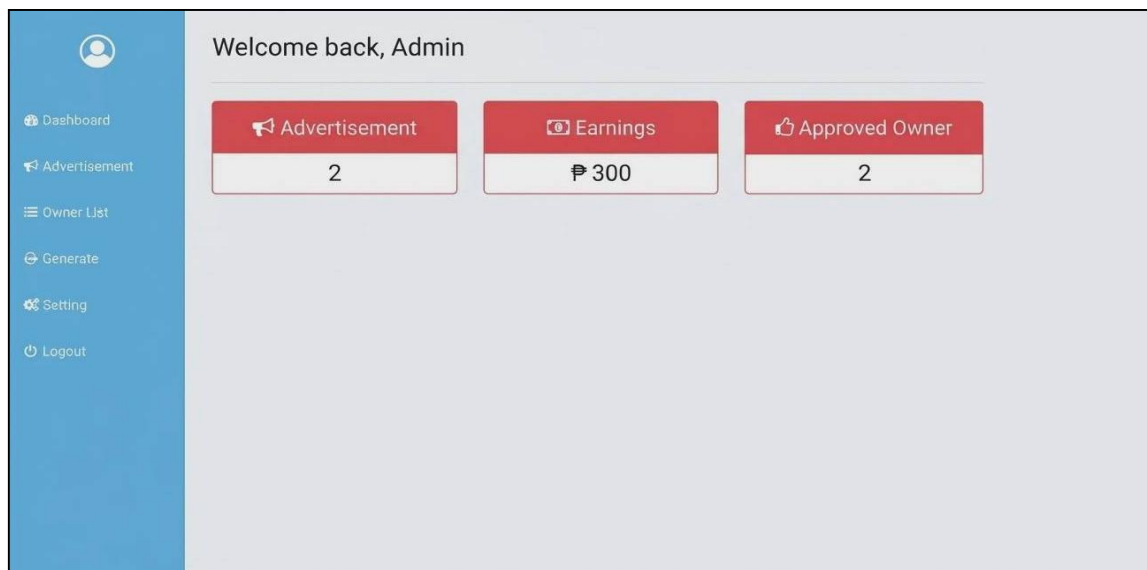 Welcome back, Admin
Dashboard
Advertisement
Owner List
Generate
Setting
Logout
Advertisement
2
Earnings
₱ 300
Approved Owner
2